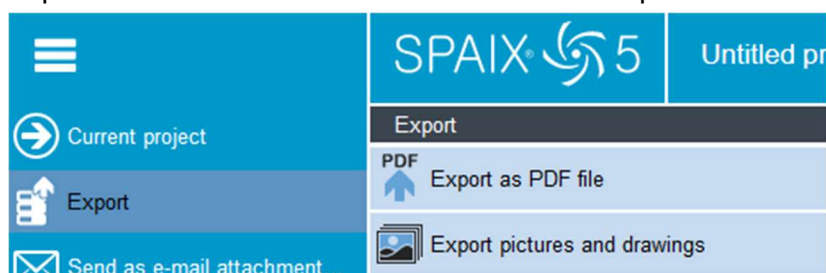 SPAIX® 5
Untitled pr
Current project
Export
Export
PDF
Export as PDF file
Export pictures and drawings
Send as e-mail attachment